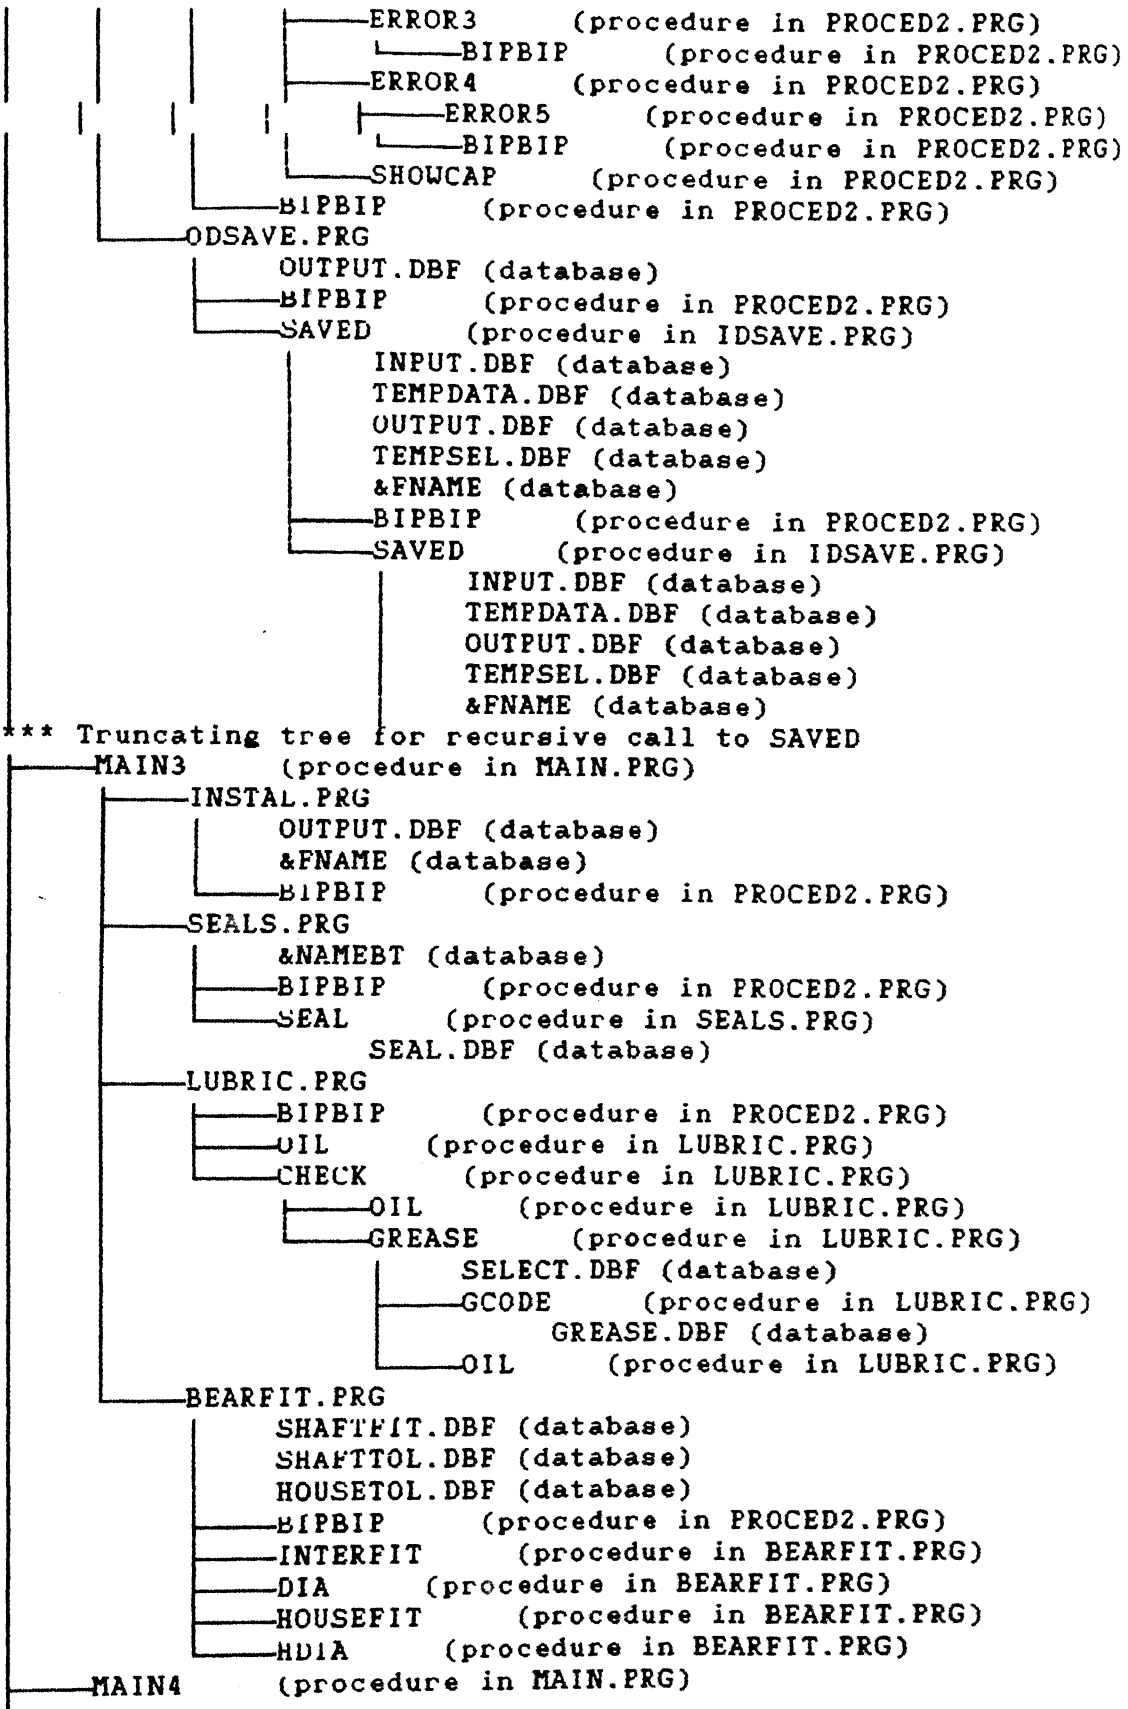 ERROR3 (procedure in PROCED2.PRG)
BIPBIP (procedure in PROCED2.PRG)
ERROR4 (procedure in PROCED2.PRG)
ERROR5 (procedure in PROCED2.PRG)
BIPBIP (procedure in PROCED2.PRG)
SHOWCAP (procedure in PROCED2.PRG)
BIPBIP (procedure in PROCED2.PRG)
ODSAVE.PRG
OUTPUT.DBF (database)
BIPBIP (procedure in PROCED2.PRG)
SAVED (procedure in IDSAVE.PRG)
INPUT.DBF (database)
TEMPDATA.DBF (database)
OUTPUT.DBF (database)
TEMPSEL.DBF (database)
&FNAME (database)
BIPBIP (procedure in PROCED2.PRG)
SAVED (procedure in IDSAVE.PRG)
INPUT.DBF (database)
TEMPDATA.DBF (database)
OUTPUT.DBF (database)
TEMPSEL.DBF (database)
&FNAME (database)
*** Truncating tree for recursive call to SAVED
MAIN3 (procedure in MAIN.PRG)
INSTAL.PRG
OUTPUT.DBF (database)
&FNAME (database)
BIPBIP (procedure in PROCED2.PRG)
SEALS.PRG
&NAMEBT (database)
BIPBIP (procedure in PROCED2.PRG)
SEAL (procedure in SEALS.PRG)
SEAL.DBF (database)
LUBRIC.PRG
BIPBIP (procedure in PROCED2.PRG)
OIL (procedure in LUBRIC.PRG)
CHECK (procedure in LUBRIC.PRG)
OIL (procedure in LUBRIC.PRG)
GREASE (procedure in LUBRIC.PRG)
SELECT.DBF (database)
GCODE (procedure in LUBRIC.PRG)
GREASE.DBF (database)
OIL (procedure in LUBRIC.PRG)
BEARFIT.PRG
SHAFTFIT.DBF (database)
SHAFTTOL.DBF (database)
HOUSETOL.DBF (database)
BIPBIP (procedure in PROCED2.PRG)
INTERFIT (procedure in BEARFIT.PRG)
DIA (procedure in BEARFIT.PRG)
HOUSEFIT (procedure in BEARFIT.PRG)
HDIA (procedure in BEARFIT.PRG)
MAIN4 (procedure in MAIN.PRG)